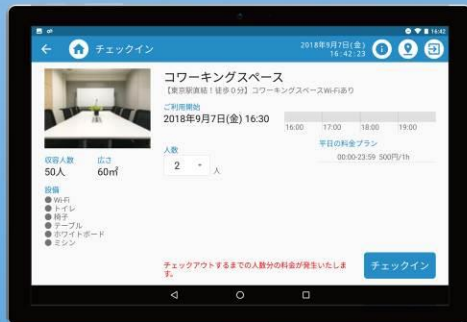 16:42
チェックイン
2018年9月7日(金)
16:42:23
コワーキングスペース
【東京駅直結！徒歩０分】コワーキングスペースWi-Fiあり
ご利用開始
2018年9月7日(金) 16:30
16:00 17:00 18:00 19:00
人数
2 人
平日の料金プラン
00:00-23:59 500円/1h
収容人数 広さ
50人 60㎡
設備
● Wi-Fi
● トイレ
● 椅子
● テーブル
● ホワイトボード
● ミシン
チェックアウトするまでの人数分の料金が発生いたしま
す。
チェックイン